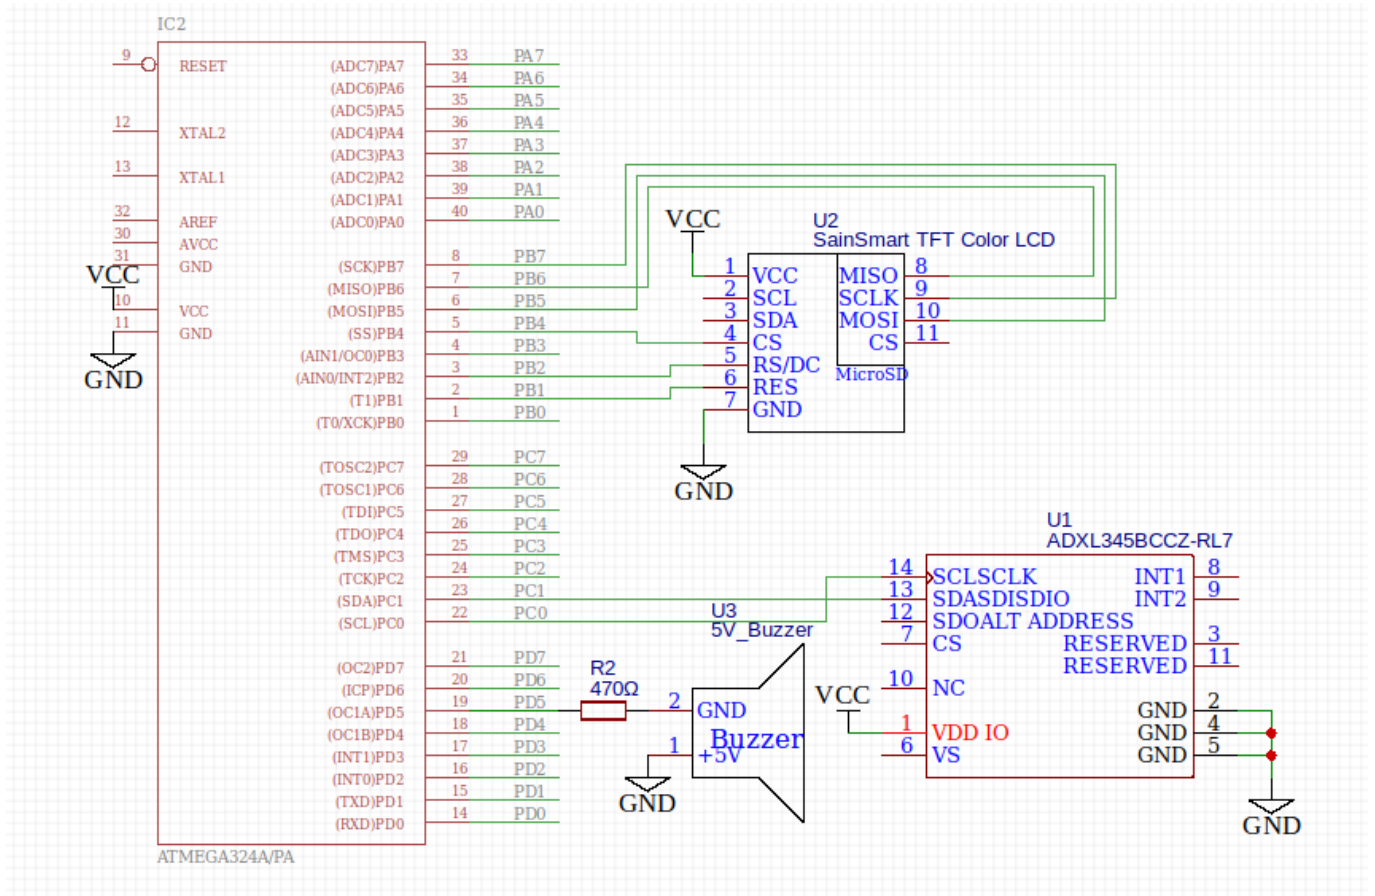 IC2
9 RESET
12 XTAL2
13 XTAL1
32 AREF
30 AVCC
31 GND
VCC
10 VCC
11 GND
GND
(ADC7)PA7 33 PA7
(ADC6)PA6 34 PA6
(ADC5)PA5 35 PA5
(ADC4)PA4 36 PA4
(ADC3)PA3 37 PA3
(ADC2)PA2 38 PA2
(ADC1)PA1 39 PA1
(ADC0)PA0 40 PA0
(SCK)PB7 8 PB7
(MISO)PB6 7 PB6
(MOSI)PB5 6 PB5
(SS)PB4 5 PB4
(AIN1/OC0)PB3 4 PB3
(AIN0/INT2)PB2 3 PB2
(T1)PB1 2 PB1
(T0/XCK)PB0 1 PB0
(TOSC2)PC7 29 PC7
(TOSC1)PC6 28 PC6
(TDI)PC5 27 PC5
(TDO)PC4 26 PC4
(TMS)PC3 25 PC3
(TCK)PC2 24 PC2
(SDA)PC1 23 PC1
(SCL)PC0 22 PC0
(OC2)PD7 21 PD7
(ICP)PD6 20 PD6
(OC1A)PD5 19 PD5
(OC1B)PD4 18 PD4
(INT1)PD3 17 PD3
(INT0)PD2 16 PD2
(TXD)PD1 15 PD1
(RXD)PD0 14 PD0
ATMEGA324A/PA
VCC
U2
SainSmart TFT Color LCD
1 VCC
2 SCL
3 SDA
4 CS
5 RS/DC
6 RES
7 GND
MISO 8
SCLK 9
MOSI 10
CS 11
MicroSD
GND
U1
ADXL345BCCZ-RL7
14 SCLSCLK
13 SDASDISDIO
12 SDOALT ADDRESS
7 CS
10 NC
VCC
1 VDD IO
6 VS
INT1 8
INT2 9
RESERVED 3
RESERVED 11
GND 2
GND 4
GND 5
GND
U3
5V_Buzzer
R2
470Ω
2 GND
Buzzer
1 +5V
GND